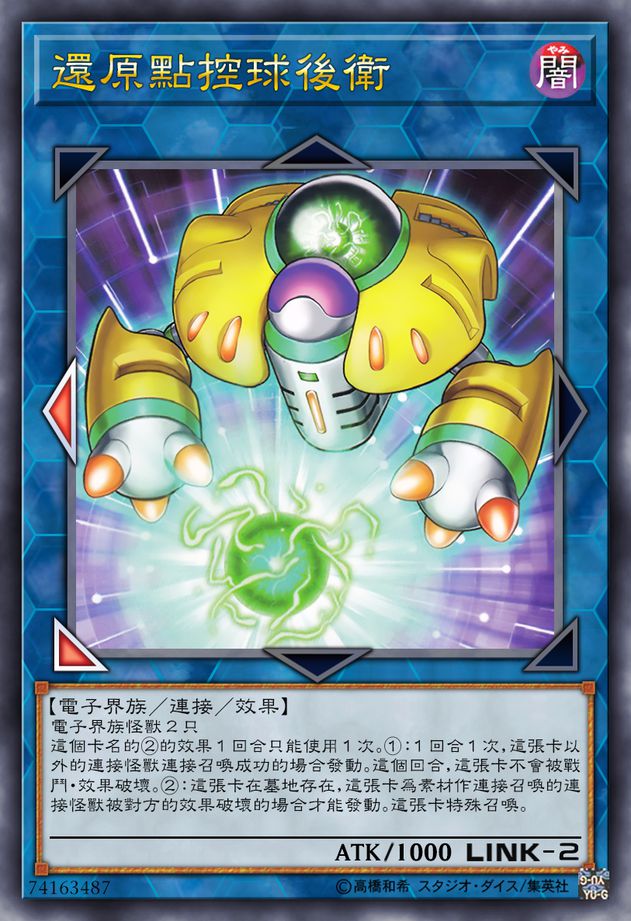 還原點控球後衛
やみ
闇
【電子界族／連接／效果】
電子界族怪獸２只
這個卡名的②的效果１回合只能使用１次。①：１回合１次，這張卡以
外的連接怪獸連接召喚成功的場合發動。這個回合，這張卡不會被戰
鬥·效果破壞。②：這張卡在墓地存在，這張卡爲素材作連接召喚的連
接怪獸被對方的效果破壞的場合才能發動。這張卡特殊召喚。
ATK/1000 LINK-2
74163487 ©高橋和希 スタジオ・ダイス/集英社